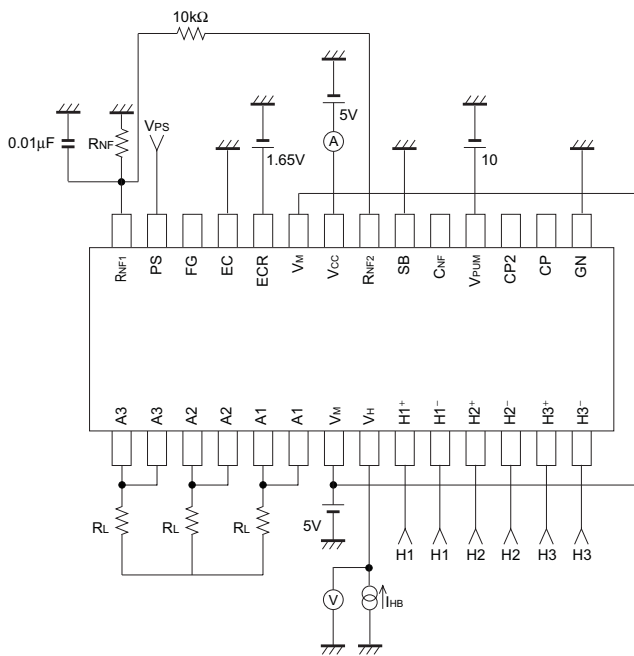 10kΩ
0.01μF
RNF
VPS
1.65V
5V
A
10
RNF1
PS
FG
EC
ECR
VM
VCC
RNF2
SB
CNF
VPUM
CP2
CP
GN
A3
A3
A2
A2
A1
A1
VM
VH
H1+
H1−
H2+
H2−
H3+
H3−
RL
RL
RL
5V
H1
H1
H2
H2
H3
H3
V
IHB